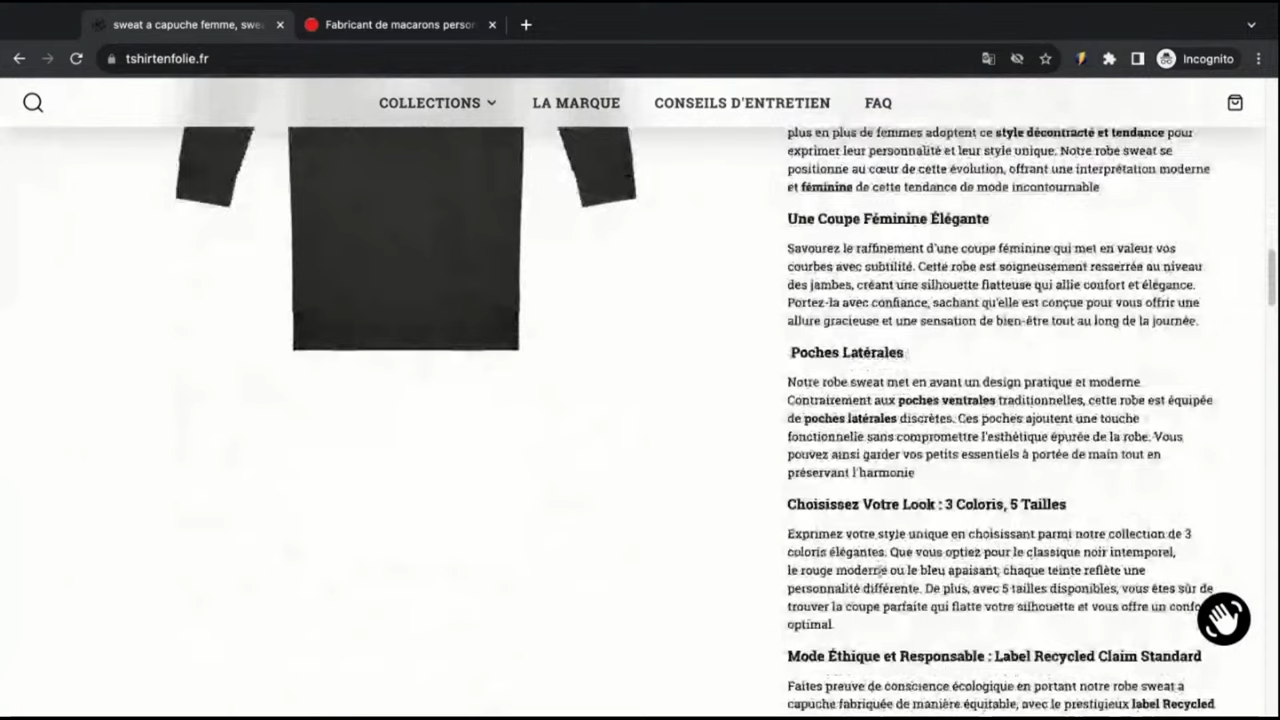 sweat a capuche femme, swea
Fabricant de macarons person
tshirtenfolie.fr
Incognito
COLLECTIONS
LA MARQUE
CONSEILS D'ENTRETIEN
FAQ
plus en plus de femmes adoptent ce style décontracté et tendance pour
exprimer leur personnalité et leur style unique. Notre robe sweat se
positionne au cœur de cette évolution, offrant une interprétation moderne
et féminine de cette tendance de mode incontournable
Une Coupe Féminine Élégante
Savourez le raffinement d'une coupe féminine qui met en valeur vos
courbes avec subtilité. Cette robe est soigneusement resserrée au niveau
des jambes, créant une silhouette flatteuse qui allie confort et élégance.
Portez-la avec confiance, sachant qu'elle est conçue pour vous offrir une
allure gracieuse et une sensation de bien-être tout au long de la journée.
Poches Latérales
Notre robe sweat met en avant un design pratique et moderne
Contrairement aux poches ventrales traditionnelles, cette robe est équipée
de poches latérales discrètes. Ces poches ajoutent une touche
fonctionnelle sans compromettre l'esthétique épurée de la robe. Vous
pouvez ainsi garder vos petits essentiels à portée de main tout en
préservant l'harmonie
Choisissez Votre Look : 3 Coloris, 5 Tailles
Exprimez votre style unique en choisissant parmi notre collection de 3
coloris élégantes. Que vous optiez pour le classique noir intemporel,
le rouge moderne ou le bleu apaisant, chaque teinte reflète une
personnalité différente. De plus, avec 5 tailles disponibles, vous êtes sûr de
trouver la coupe parfaite qui flatte votre silhouette et vous offre un confo
optimal.
Mode Éthique et Responsable : Label Recycled Claim Standard
Faites preuve de conscience écologique en portant notre robe sweat à
capuche fabriquée de manière équitable, avec le prestigieux label Recycled